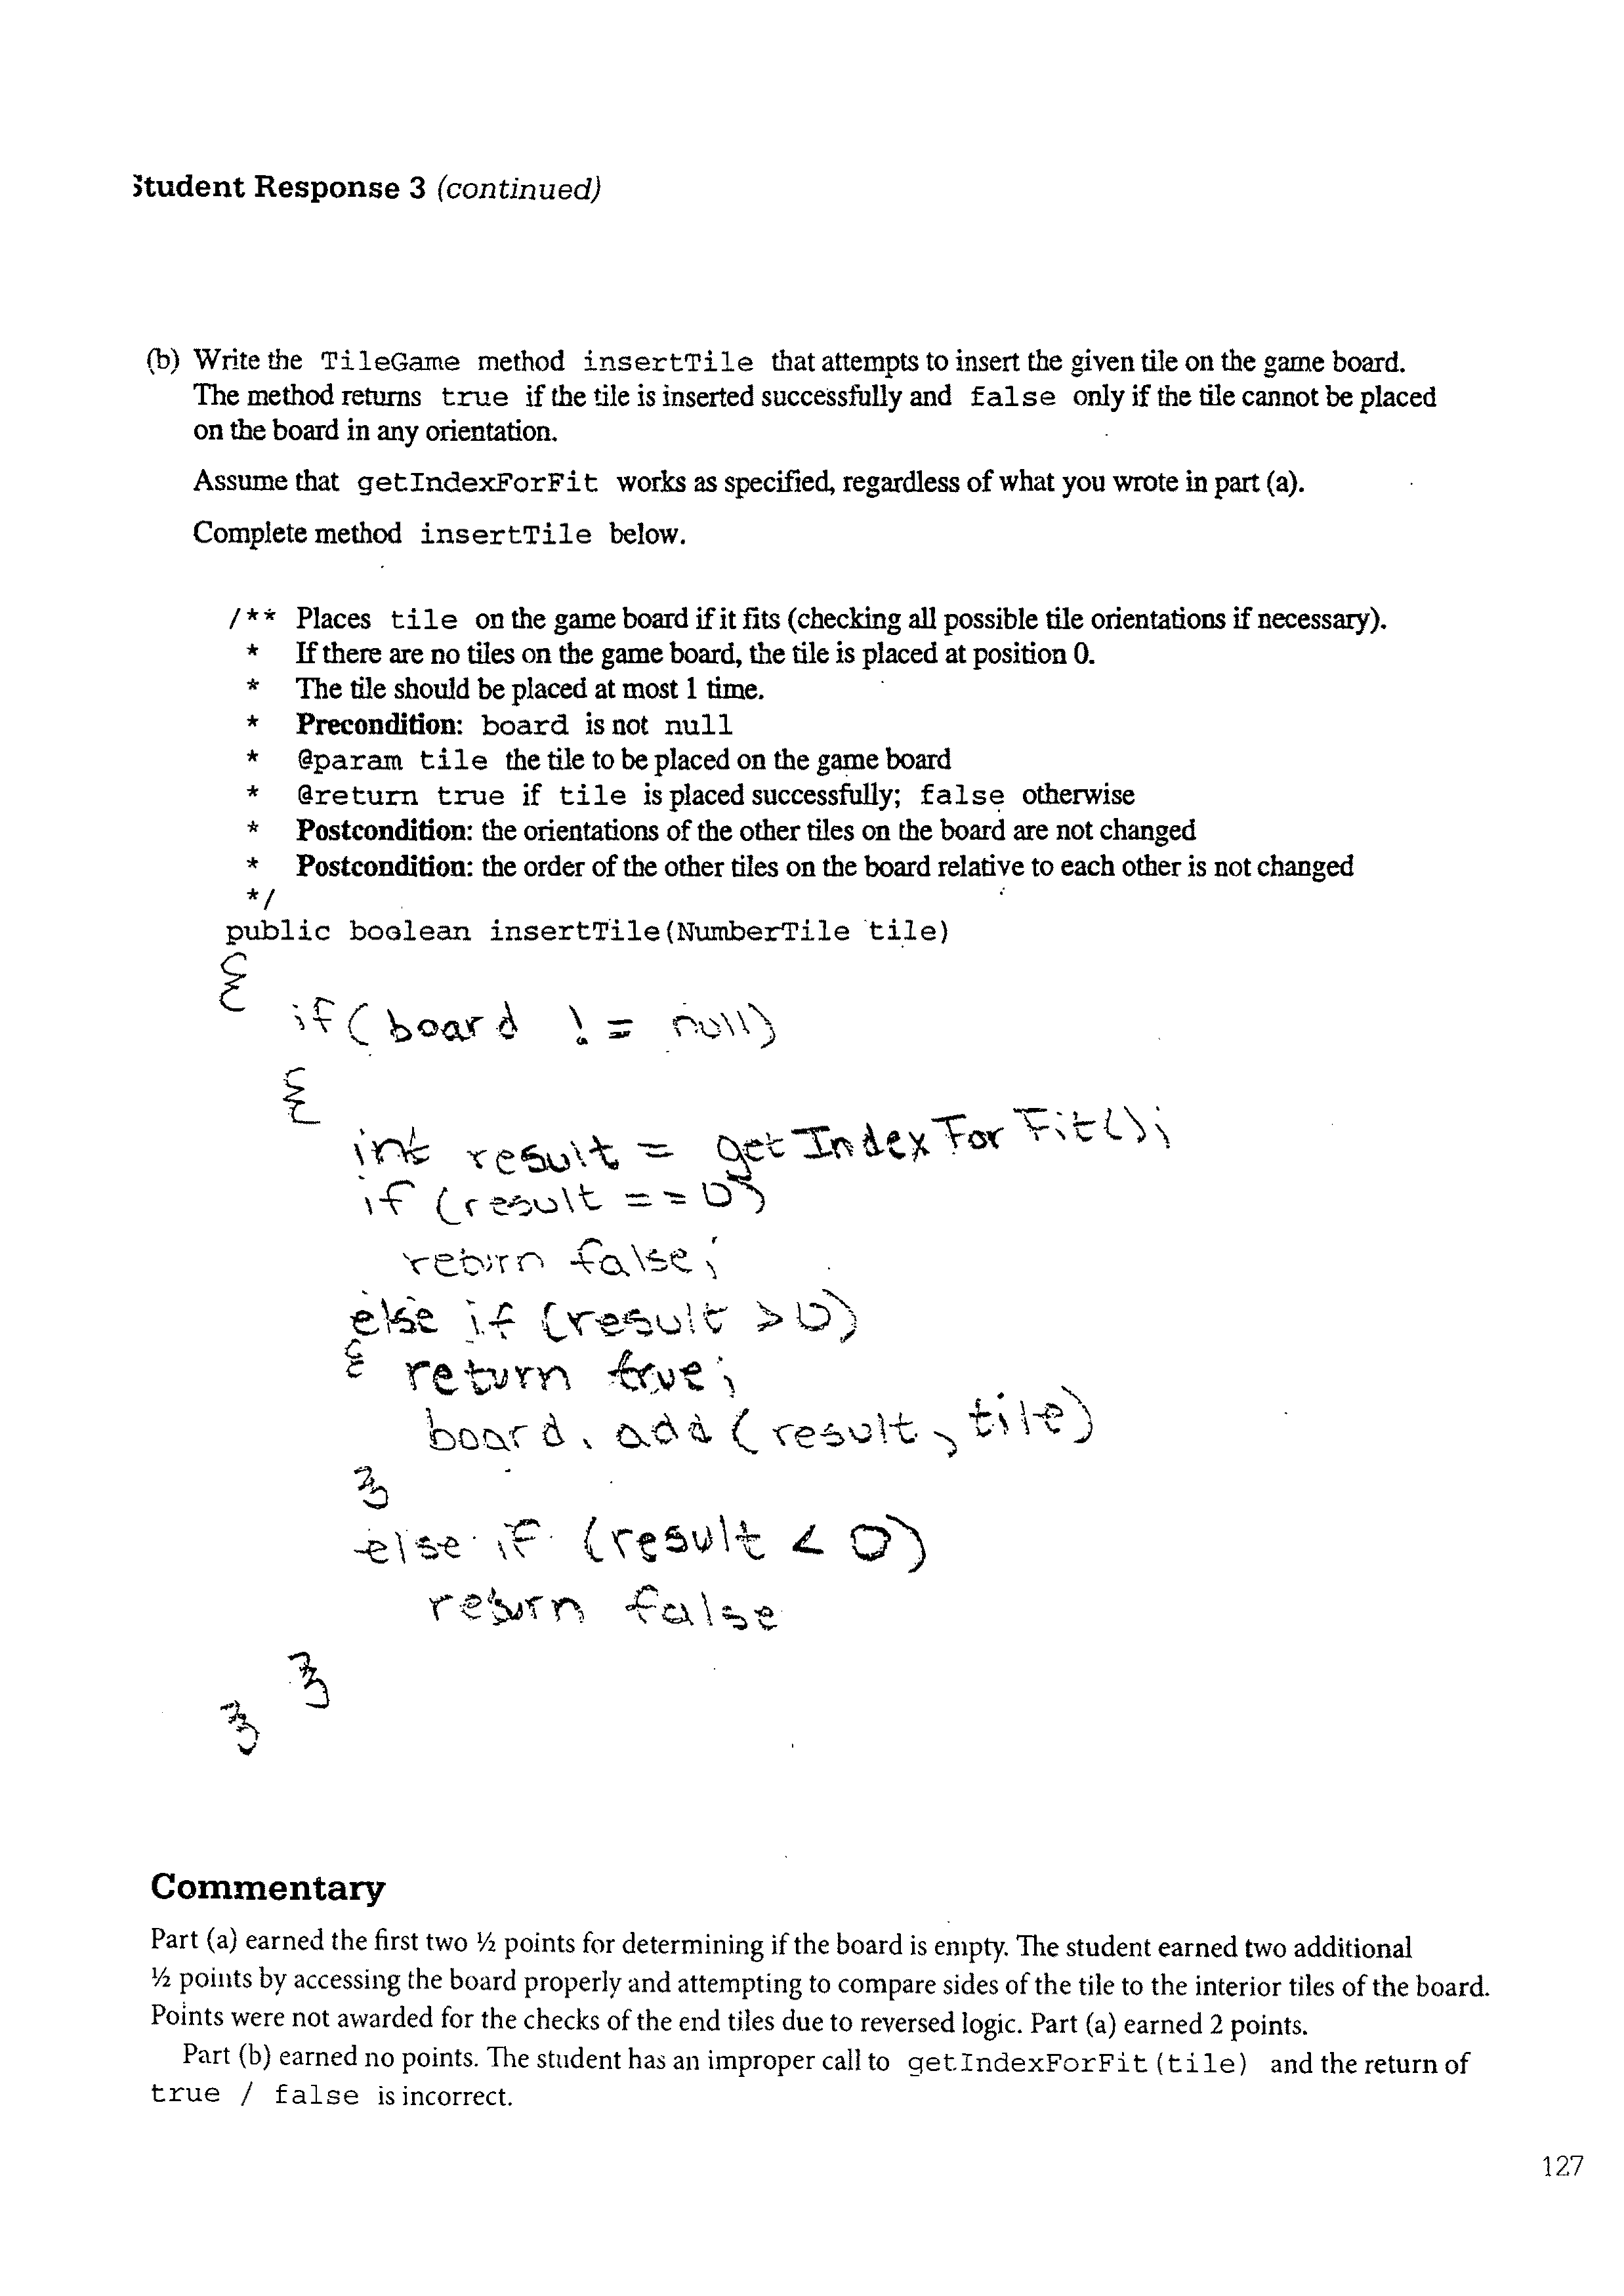 Student Response 3 (continued)
(b) Write the TileGame method insertTile that attempts to insert the given tile on the game board.
The method returns true if the tile is inserted successfully and false only if the tile cannot be placed
on the board in any orientation.
Assume that getIndexForFit works as specified, regardless of what you wrote in part (a).
Complete method insertTile below.
/** Places tile on the game board if it fits (checking all possible tile orientations if necessary).
* If there are no tiles on the game board, the tile is placed at position 0.
* The tile should be placed at most 1 time.
* Precondition: board is not null
* @param tile the tile to be placed on the game board
* @return true if tile is placed successfully; false otherwise
* Postcondition: the orientations of the other tiles on the board are not changed
* Postcondition: the order of the other tiles on the board relative to each other is not changed
*/
public boolean insertTile(NumberTile tile)
{
if (board != null)
{
int result = getIndexForFit();
if (result == 0)
return false;
else if (result > 0)
{ return true;
board.add(result, tile)
}
else if (result < 0)
return false
}
}
Commentary
Part (a) earned the first two ½ points for determining if the board is empty. The student earned two additional
½ points by accessing the board properly and attempting to compare sides of the tile to the interior tiles of the board.
Points were not awarded for the checks of the end tiles due to reversed logic. Part (a) earned 2 points.
Part (b) earned no points. The student has an improper call to getIndexForFit(tile) and the return of
true / false is incorrect.
127